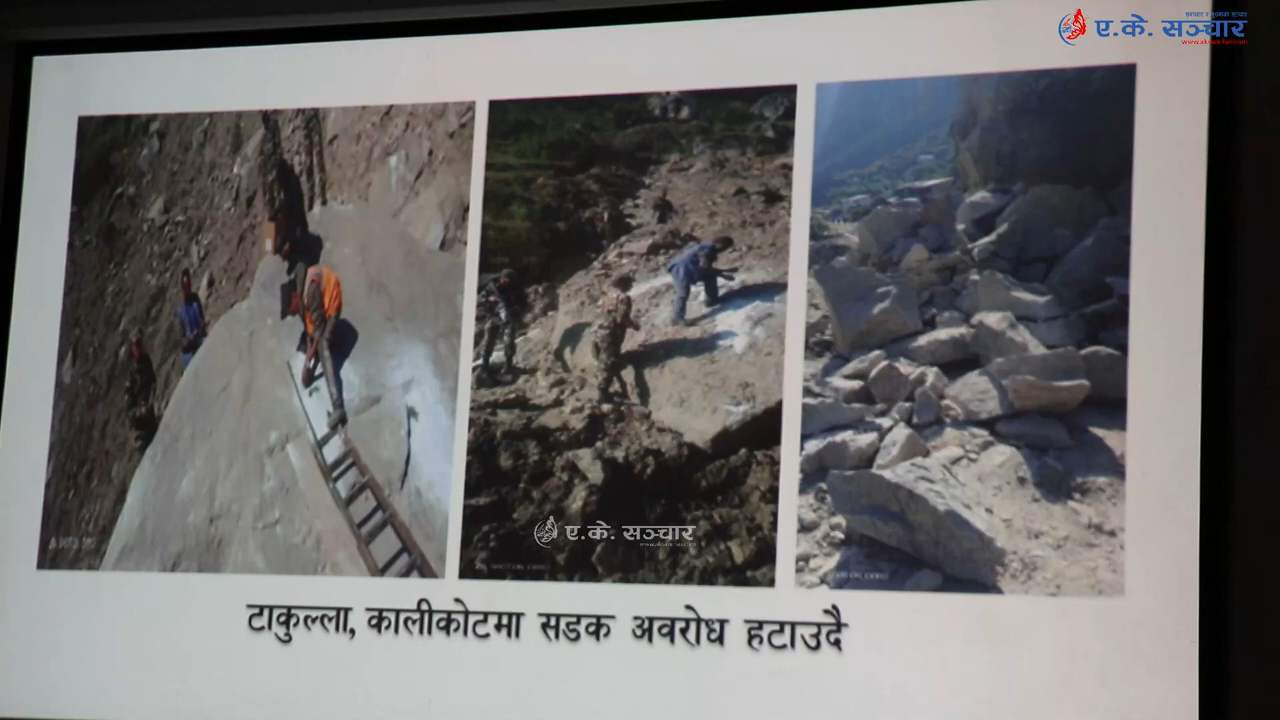 ए.के. सञ्चार
ए.के. सञ्चार
टाकुल्ला, कालीकोटमा सडक अवरोध हटाउदै